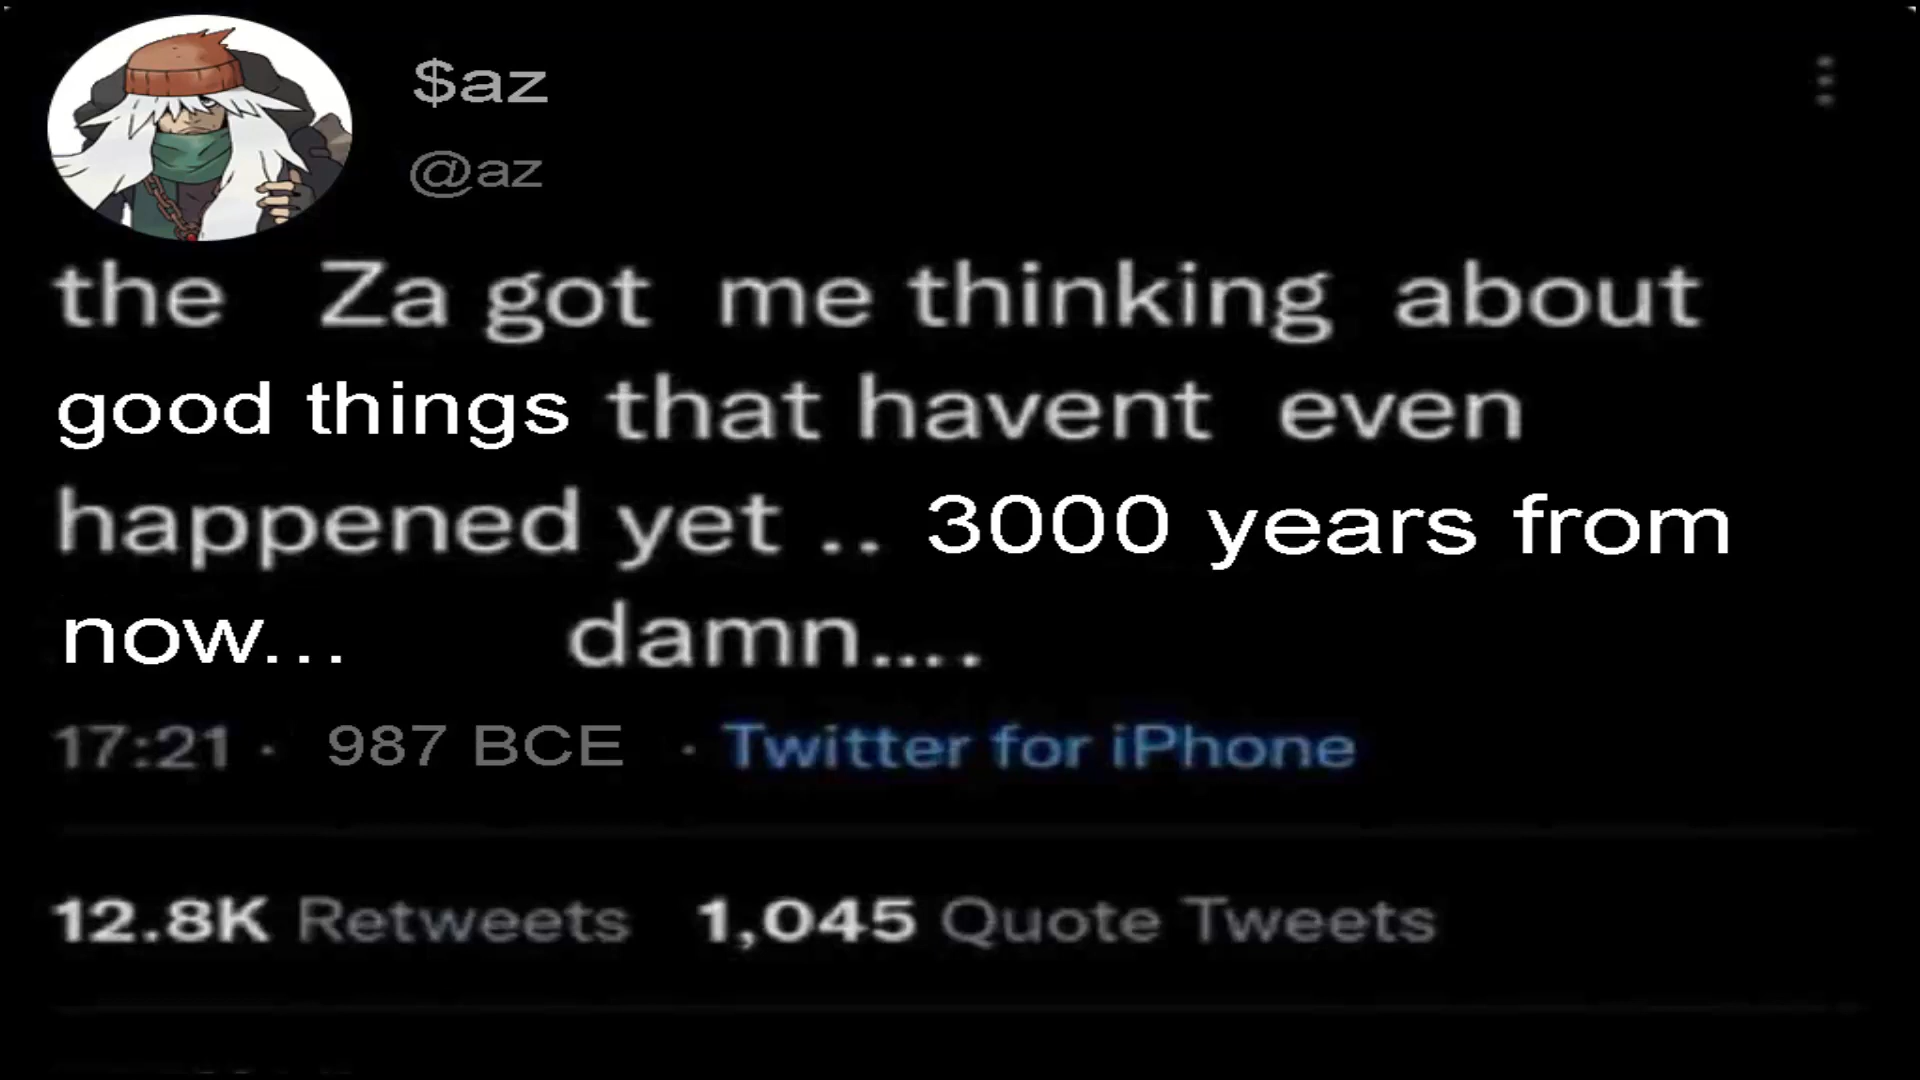 $az
@az
the Za got me thinking about
good things that havent even
happened yet .. 3000 years from
now... damn....
17:21 · 987 BCE · Twitter for iPhone
12.8K Retweets 1,045 Quote Tweets